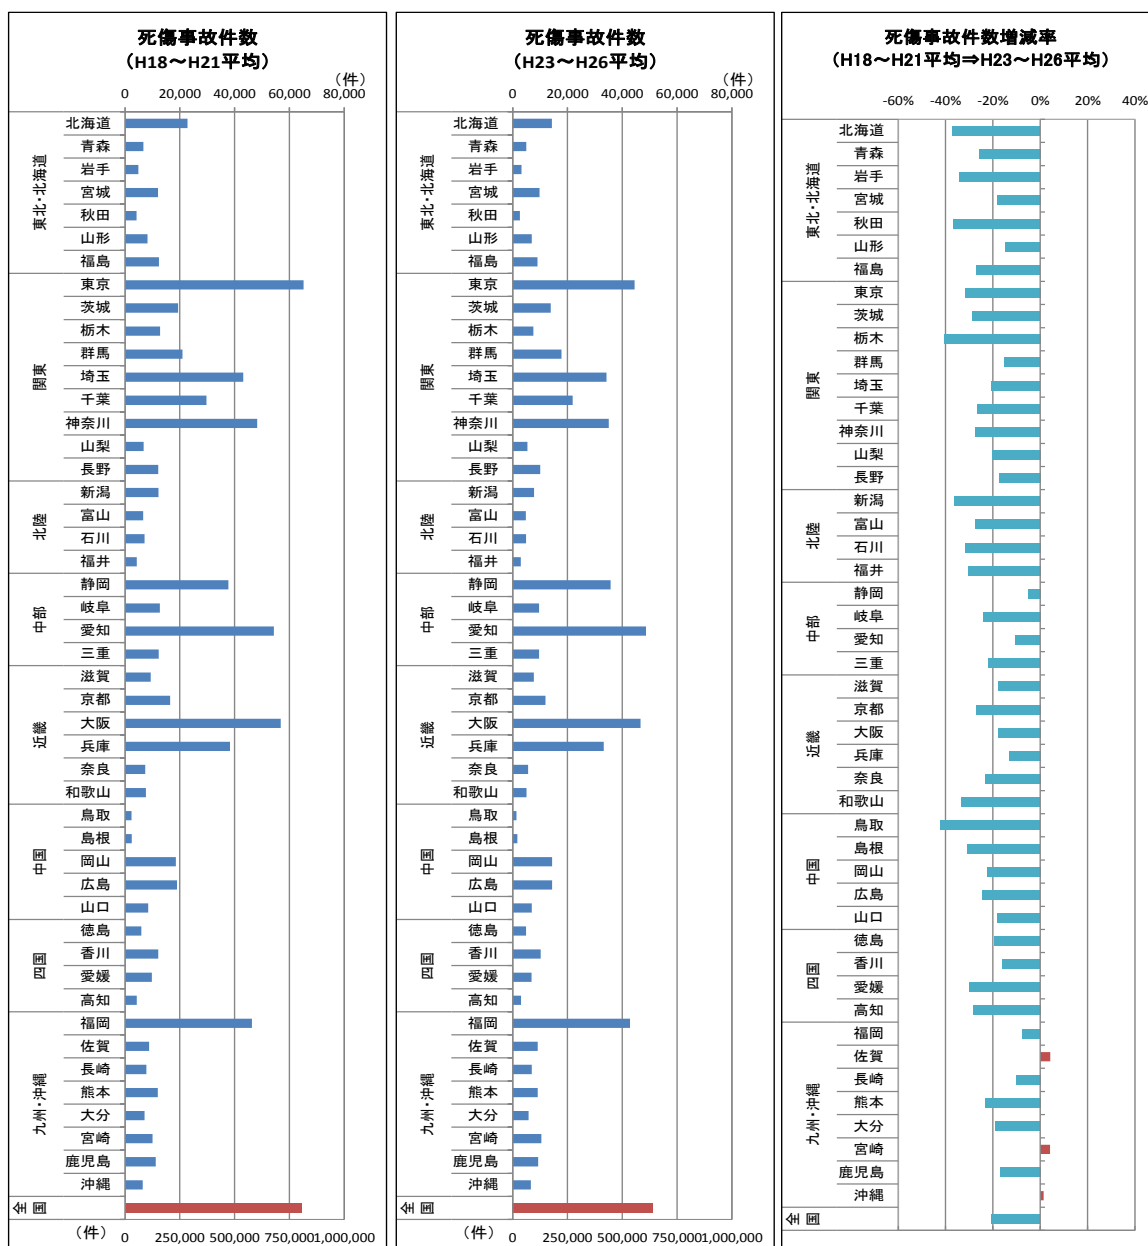 死傷事故件数
（H18～H21平均）
（件）
0 20,000 40,000 60,000 80,000
東北・北海道
北海道
青森
岩手
宮城
秋田
山形
福島
関東
東京
茨城
栃木
群馬
埼玉
千葉
神奈川
山梨
長野
北陸
新潟
富山
石川
福井
中部
静岡
岐阜
愛知
三重
近畿
滋賀
京都
大阪
兵庫
奈良
和歌山
中国
鳥取
島根
岡山
広島
山口
四国
徳島
香川
愛媛
高知
九州・沖縄
福岡
佐賀
長崎
熊本
大分
宮崎
鹿児島
沖縄
全国
（件） 0 250,000 500,000 750,000 1,000,000
死傷事故件数
（H23～H26平均）
（件）
0 20,000 40,000 60,000 80,000
東北・北海道
北海道
青森
岩手
宮城
秋田
山形
福島
関東
東京
茨城
栃木
群馬
埼玉
千葉
神奈川
山梨
長野
北陸
新潟
富山
石川
福井
中部
静岡
岐阜
愛知
三重
近畿
滋賀
京都
大阪
兵庫
奈良
和歌山
中国
鳥取
島根
岡山
広島
山口
四国
徳島
香川
愛媛
高知
九州・沖縄
福岡
佐賀
長崎
熊本
大分
宮崎
鹿児島
沖縄
全国
（件） 0 250,000 500,000 750,000 1,000,000
死傷事故件数増減率
（H18～H21平均⇒H23～H26平均）
-60% -40% -20% 0% 20% 40%
東北・北海道
北海道
青森
岩手
宮城
秋田
山形
福島
関東
東京
茨城
栃木
群馬
埼玉
千葉
神奈川
山梨
長野
北陸
新潟
富山
石川
福井
中部
静岡
岐阜
愛知
三重
近畿
滋賀
京都
大阪
兵庫
奈良
和歌山
中国
鳥取
島根
岡山
広島
山口
四国
徳島
香川
愛媛
高知
九州・沖縄
福岡
佐賀
長崎
熊本
大分
宮崎
鹿児島
沖縄
全国